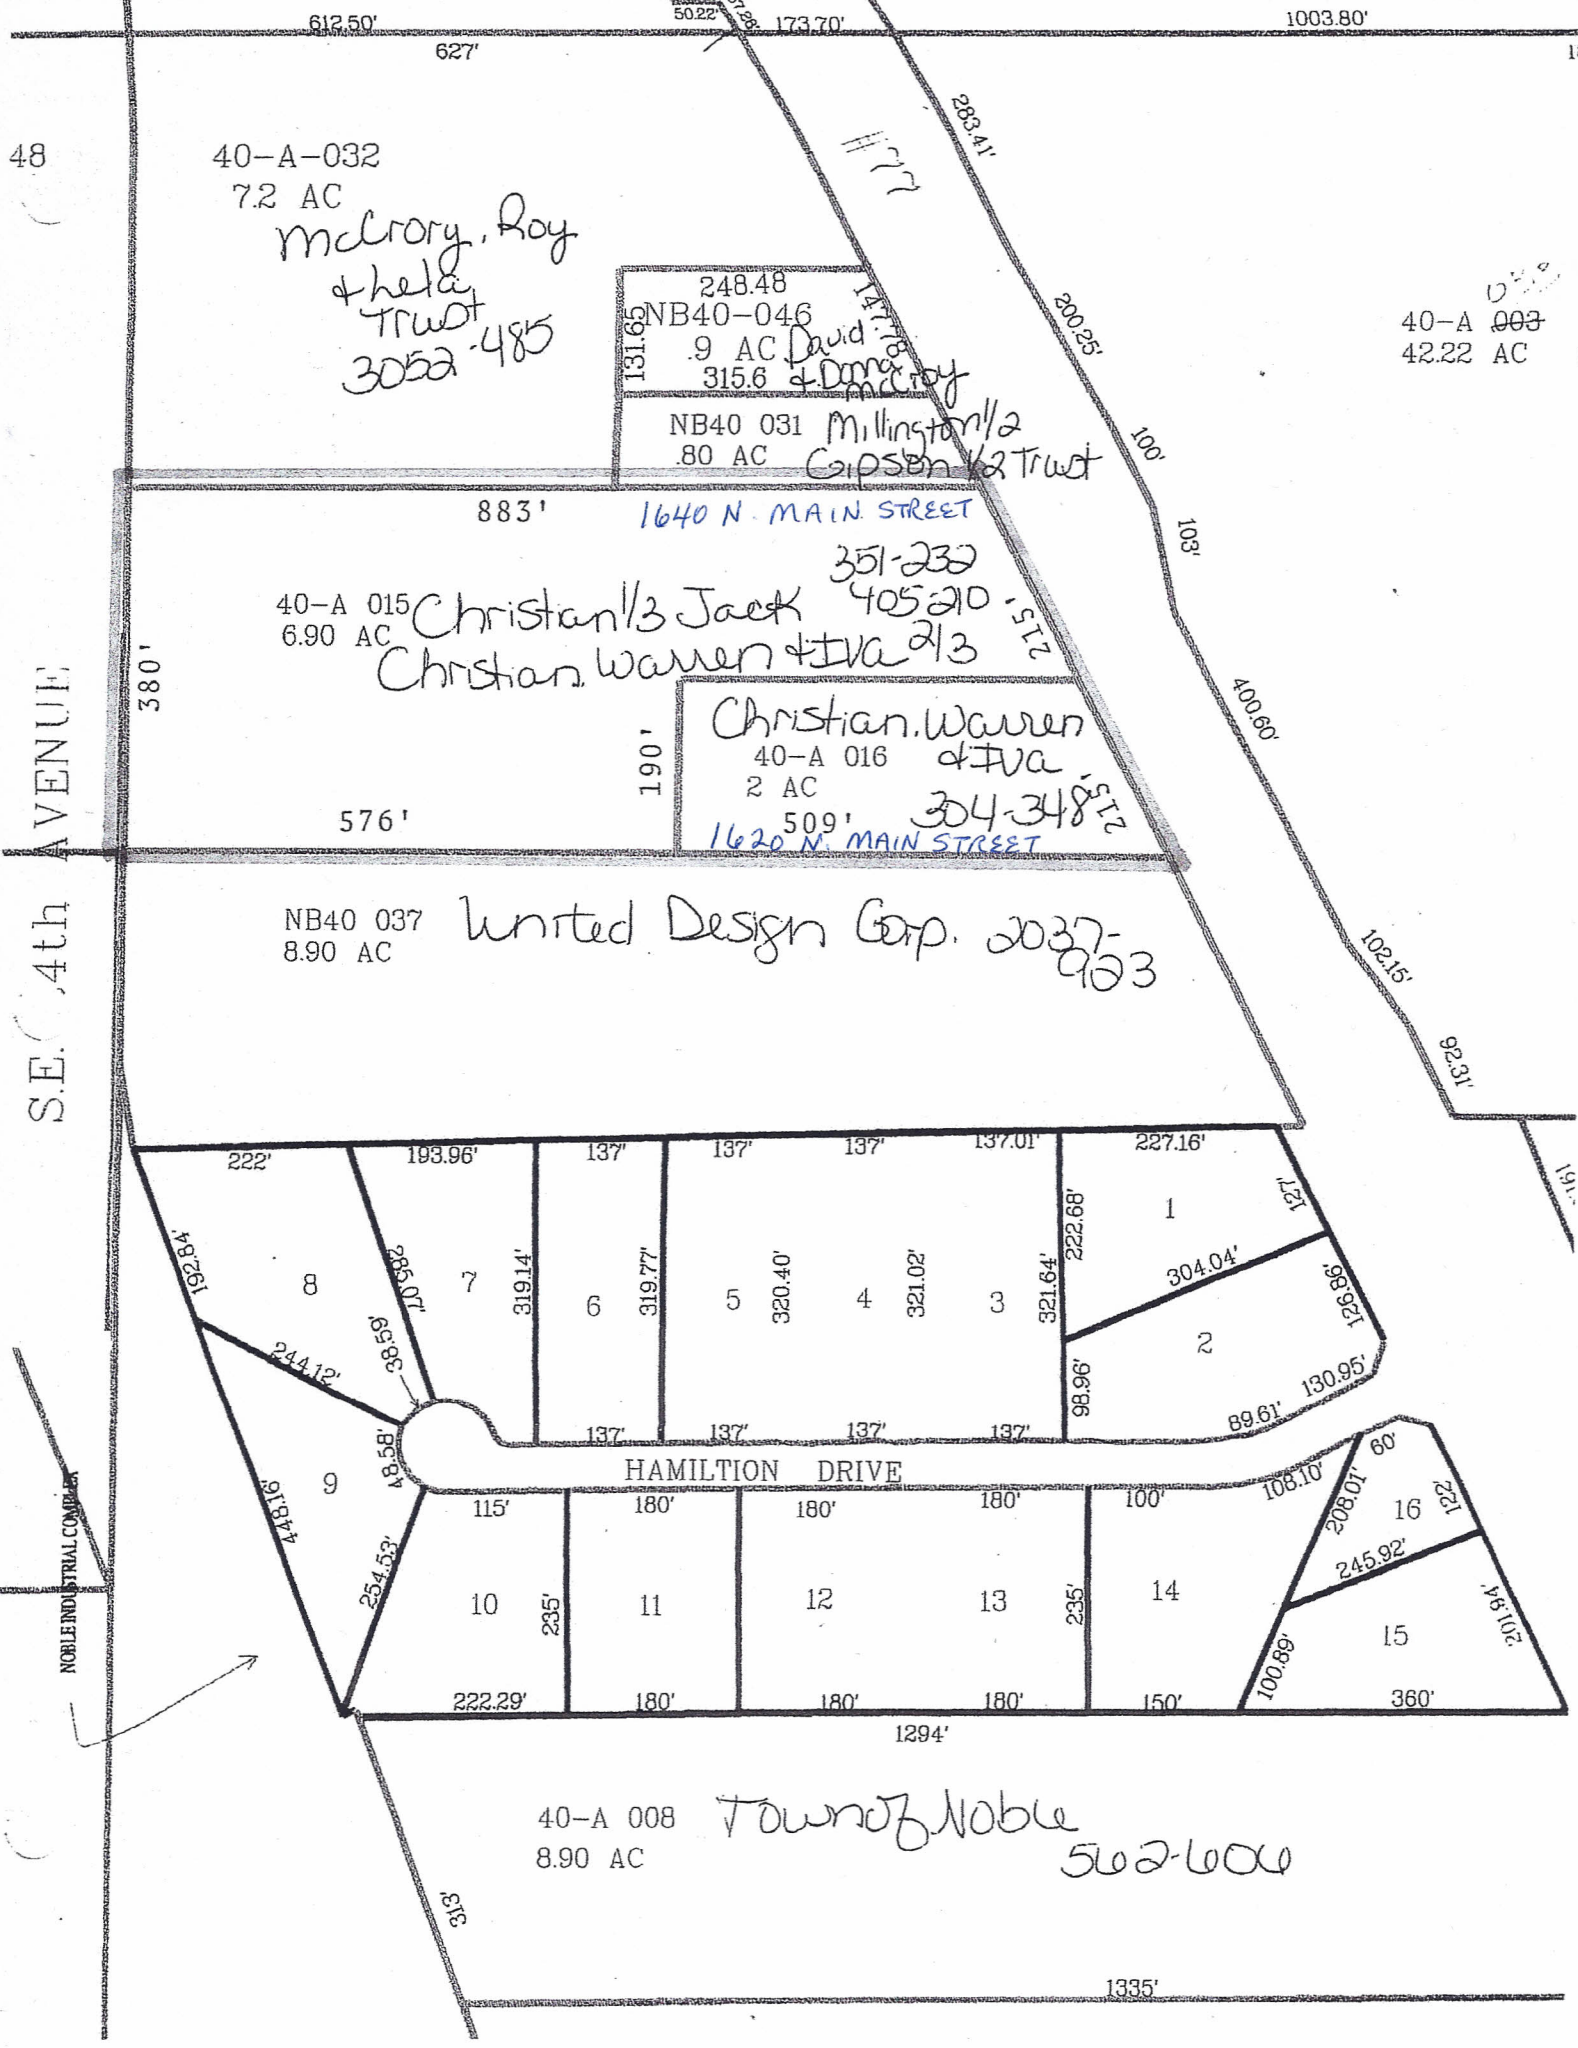 612.50'
50.22'
173.70'
1003.80'
627'
283.41'
#77
48
40-A-032
7.2 AC
McCrory, Roy
& Leta
Trust
3052-485
248.48
147.78
131.65
NB40-046
.9 AC
315.6
David
& Donna
McCroy
200.25'
40-A 003
42.22 AC
NB40 031
.80 AC
Millington 1/2
Gipson 1/2 Trust
100'
103'
883'
1640 N. MAIN STREET
351-232
405-210
40-A 015
6.90 AC
Christian 1/3 Jack
Christian, Warren & IVa 2/3
215'
380'
S.E. 4th AVENUE
400.60'
190'
Christian, Warren
& IVa
40-A 016
2 AC
304-348
215'
576'
509'
1620 N. MAIN STREET
NB40 037
8.90 AC
United Design Corp. 2037-
923
102.15'
92.31'
222'
193.96'
137'
137'
137'
137.01'
227.16'
127'
192.84'
8
285.07'
7
319.14'
6
319.77'
5
320.40'
4
321.02'
3
321.64'
222.68'
1
304.04'
126.86'
2
98.96'
130.95'
89.61'
244.12'
38.59'
48.58'
137'
137'
137'
137'
HAMILTION DRIVE
9
448.16'
254.53'
115'
180'
180'
180'
100'
108.10'
60'
208.01'
16
122'
245.92'
10
235'
11
12
13
235'
14
15
201.94'
100.89'
222.29'
180'
180'
180'
150'
360'
NOBLE INDUSTRIAL COMPLEX
1294'
40-A 008
8.90 AC
Town of Noble
562-606
313'
1335'